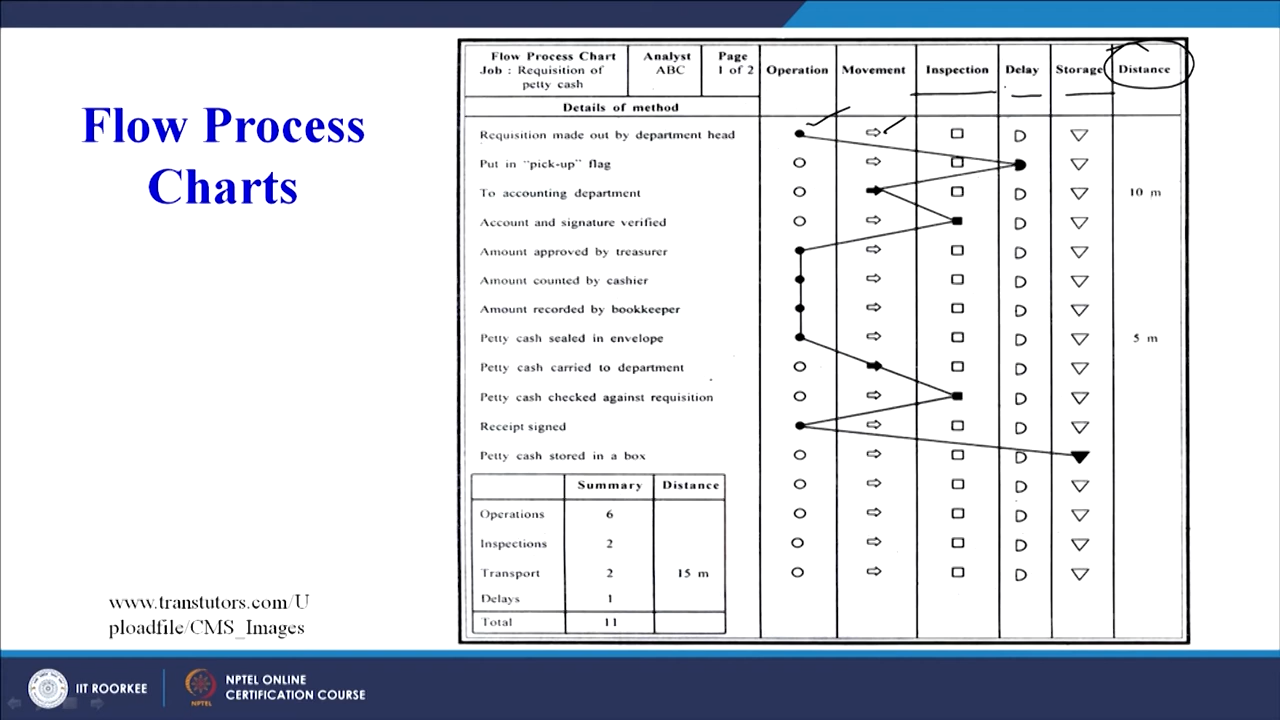 Flow Process
Charts
Flow Process Chart
Job : Requisition of
petty cash
Analyst
ABC
Page
1 of 2
Operation
Movement
Inspection
Delay
Storage
Distance
Details of method
Requisition made out by department head
Put in "pick-up" flag
To accounting department 10 m
Account and signature verified
Amount approved by treasurer
Amount counted by cashier
Amount recorded by bookkeeper
Petty cash sealed in envelope 5 m
Petty cash carried to department
Petty cash checked against requisition
Receipt signed
Petty cash stored in a box
Summary Distance
Operations 6
Inspections 2
Transport 2 15 m
Delays 1
Total 11
www.transtutors.com/U
ploadfile/CMS_Images
IIT ROORKEE
NPTEL
NPTEL ONLINE
CERTIFICATION COURSE